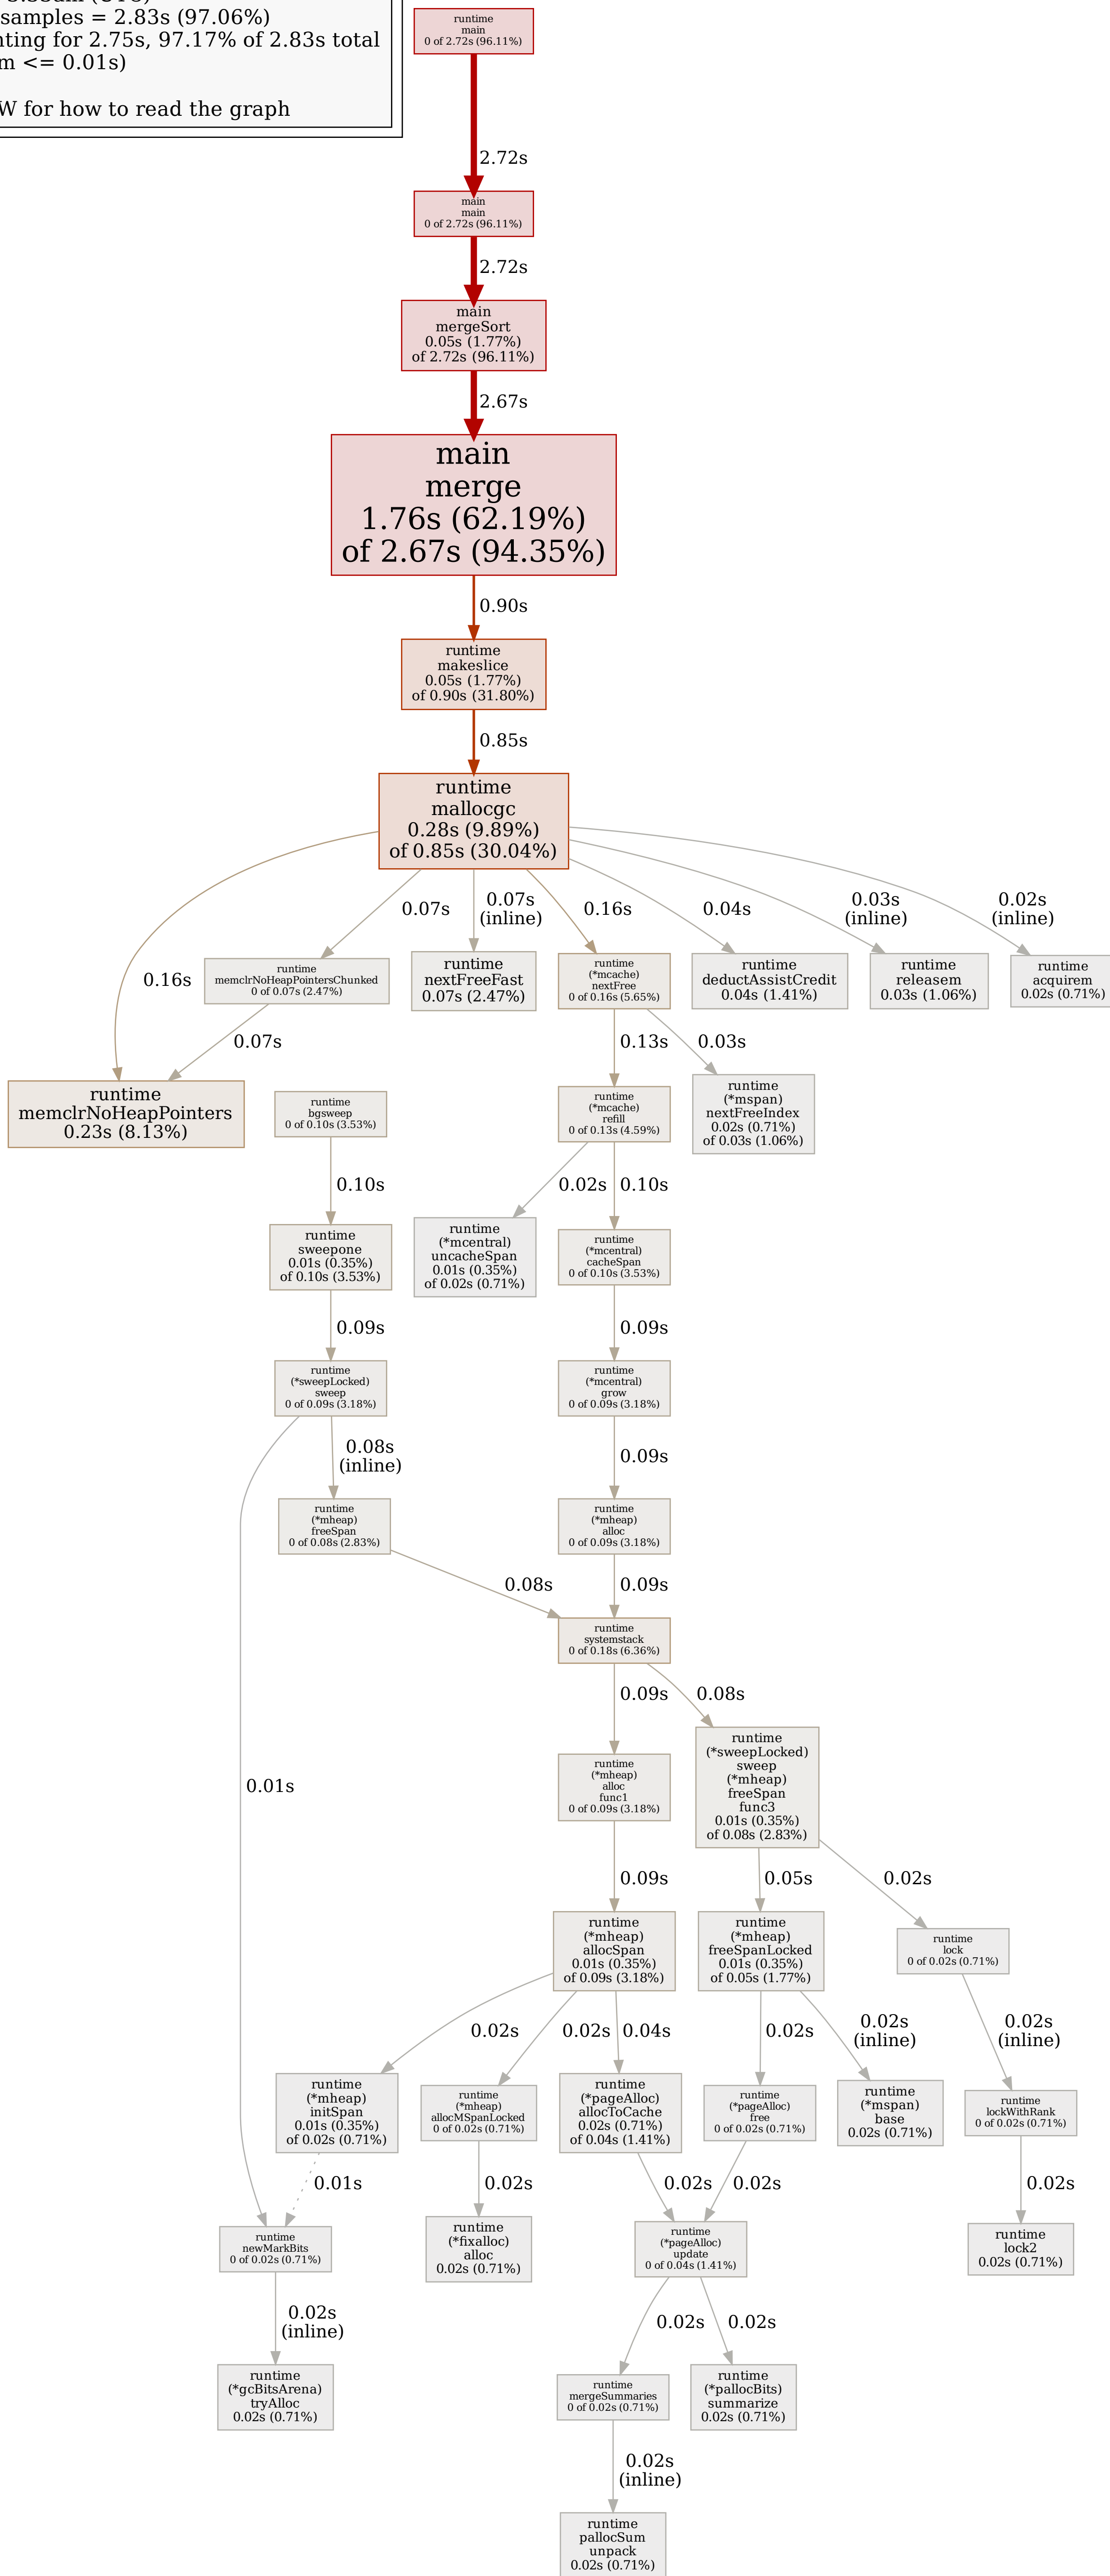 samples = 2.83s (97.06%)
nting for 2.75s, 97.17% of 2.83s total
m <= 0.01s)
W for how to read the graph
runtime
main
0 of 2.72s (96.11%)
2.72s
main
main
0 of 2.72s (96.11%)
2.72s
main
mergeSort
0.05s (1.77%)
of 2.72s (96.11%)
2.67s
main
merge
1.76s (62.19%)
of 2.67s (94.35%)
0.90s
runtime
makeslice
0.05s (1.77%)
of 0.90s (31.80%)
0.85s
runtime
mallocgc
0.28s (9.89%)
of 0.85s (30.04%)
0.16s
0.07s
0.07s
(inline)
0.16s
0.04s
0.03s
(inline)
0.02s
(inline)
runtime
memclrNoHeapPointersChunked
0 of 0.07s (2.47%)
runtime
nextFreeFast
0.07s (2.47%)
runtime
(*mcache)
nextFree
0 of 0.16s (5.65%)
runtime
deductAssistCredit
0.04s (1.41%)
runtime
releasem
0.03s (1.06%)
runtime
acquirem
0.02s (0.71%)
0.07s
0.13s
0.03s
runtime
memclrNoHeapPointers
0.23s (8.13%)
runtime
bgsweep
0 of 0.10s (3.53%)
runtime
(*mcache)
refill
0 of 0.13s (4.59%)
runtime
(*mspan)
nextFreeIndex
0.02s (0.71%)
of 0.03s (1.06%)
0.10s
0.02s
0.10s
runtime
sweepone
0.01s (0.35%)
of 0.10s (3.53%)
runtime
(*mcentral)
uncacheSpan
0.01s (0.35%)
of 0.02s (0.71%)
runtime
(*mcentral)
cacheSpan
0 of 0.10s (3.53%)
0.09s
0.09s
runtime
(*sweepLocked)
sweep
0 of 0.09s (3.18%)
runtime
(*mcentral)
grow
0 of 0.09s (3.18%)
0.08s
(inline)
0.09s
runtime
(*mheap)
freeSpan
0 of 0.08s (2.83%)
runtime
(*mheap)
alloc
0 of 0.09s (3.18%)
0.08s
0.09s
runtime
systemstack
0 of 0.18s (6.36%)
0.09s
0.08s
0.01s
runtime
(*mheap)
alloc
func1
0 of 0.09s (3.18%)
runtime
(*sweepLocked)
sweep
(*mheap)
freeSpan
func3
0.01s (0.35%)
of 0.08s (2.83%)
0.09s
0.05s
0.02s
runtime
(*mheap)
allocSpan
0.01s (0.35%)
of 0.09s (3.18%)
runtime
(*mheap)
freeSpanLocked
0.01s (0.35%)
of 0.05s (1.77%)
runtime
lock
0 of 0.02s (0.71%)
0.02s
0.02s
0.04s
0.02s
0.02s
(inline)
0.02s
(inline)
runtime
(*mheap)
initSpan
0.01s (0.35%)
of 0.02s (0.71%)
runtime
(*mheap)
allocMSpanLocked
0 of 0.02s (0.71%)
runtime
(*pageAlloc)
allocToCache
0.02s (0.71%)
of 0.04s (1.41%)
runtime
(*pageAlloc)
free
0 of 0.02s (0.71%)
runtime
(*mspan)
base
0.02s (0.71%)
runtime
lockWithRank
0 of 0.02s (0.71%)
0.01s
0.02s
0.02s
0.02s
0.02s
runtime
newMarkBits
0 of 0.02s (0.71%)
runtime
(*fixalloc)
alloc
0.02s (0.71%)
runtime
(*pageAlloc)
update
0 of 0.04s (1.41%)
runtime
lock2
0.02s (0.71%)
0.02s
(inline)
0.02s
0.02s
runtime
(*gcBitsArena)
tryAlloc
0.02s (0.71%)
runtime
mergeSummaries
0 of 0.02s (0.71%)
runtime
(*pallocBits)
summarize
0.02s (0.71%)
0.02s
(inline)
runtime
pallocSum
unpack
0.02s (0.71%)